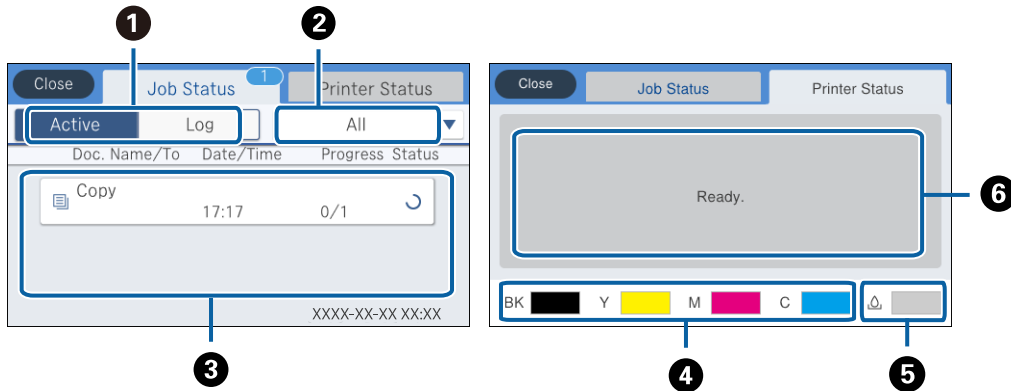 1 2
Close Job Status 1 Printer Status
Active Log All
Doc. Name/To Date/Time Progress Status
Copy
17:17 0/1
XXXX-XX-XX XX:XX
3
Close Job Status Printer Status
Ready.
6
BK Y M C
4 5